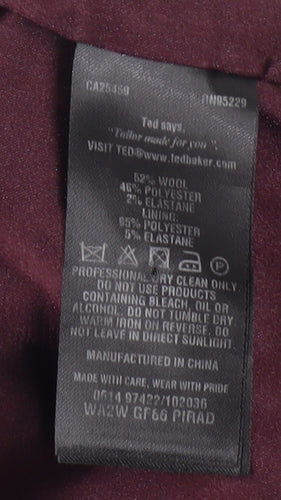 CA25459 RN95229
Ted says,
"Tailor made for you".
VISIT TED@www.tedbaker.com
52% WOOL
46% POLYESTER
2% ELASTANE
LINING:
95% POLYESTER
5% ELASTANE
P
PROFESSIONAL DRY CLEAN ONLY
DO NOT USE PRODUCTS
CONTAINING BLEACH, OIL OR
ALCOHOL. DO NOT TUMBLE DRY
WARM IRON ON REVERSE. DO
NOT LEAVE IN DIRECT SUNLIGHT.
MANUFACTURED IN CHINA
MADE WITH CARE, WEAR WITH PRIDE
0614 97422/102036
WA2W GF66 PIRAD